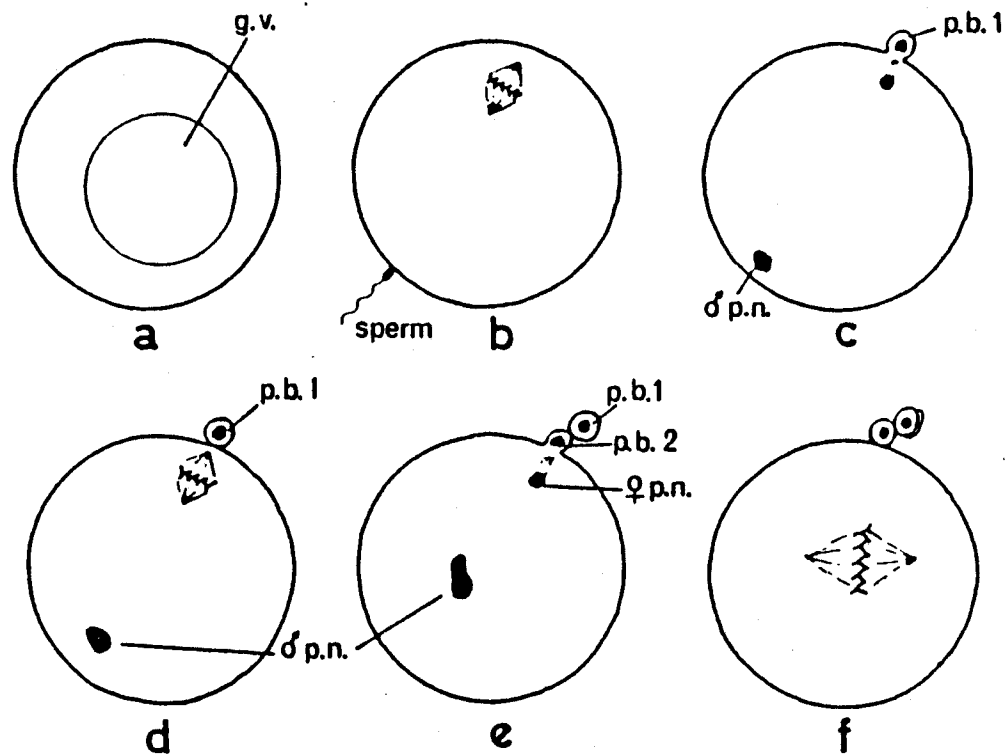 g.v.
p.b.1
sperm
♂ p.n.
a
b
c
p.b.1
p.b.1
p.b.2
♀ p.n.
♂ p.n.
d
e
f